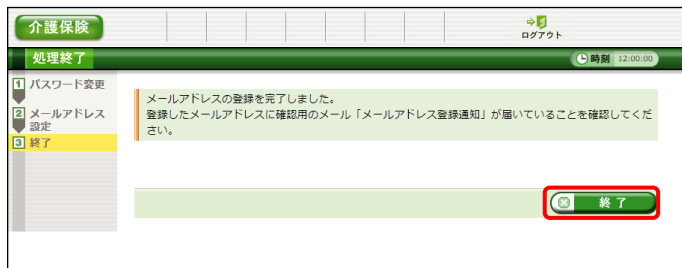 介護保険
ログアウト
処理終了
時刻 12:00:00
1 パスワード変更
2 メールアドレス
設定
3 終了
メールアドレスの登録を完了しました。
登録したメールアドレスに確認用のメール「メールアドレス登録通知」が届いていることを確認してくだ
さい。
終了